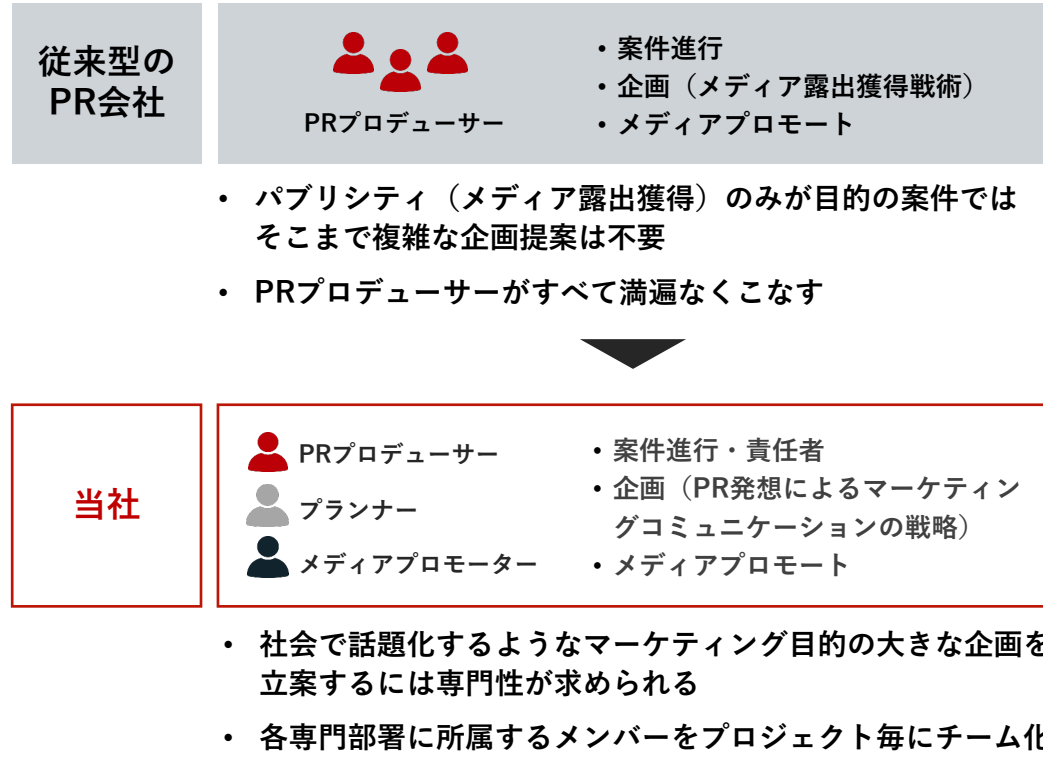 従来型の
PR会社
PRプロデューサー
・案件進行
・企画（メディア露出獲得戦術）
・メディアプロモート
• パブリシティ（メディア露出獲得）のみが目的の案件では
そこまで複雑な企画提案は不要
• PRプロデューサーがすべて満遍なくこなす
当社
PRプロデューサー
プランナー
メディアプロモーター
・案件進行・責任者
・企画（PR発想によるマーケティン
グコミュニケーションの戦略）
・メディアプロモート
• 社会で話題化するようなマーケティング目的の大きな企画を
立案するには専門性が求められる
• 各専門部署に所属するメンバーをプロジェクト毎にチーム化